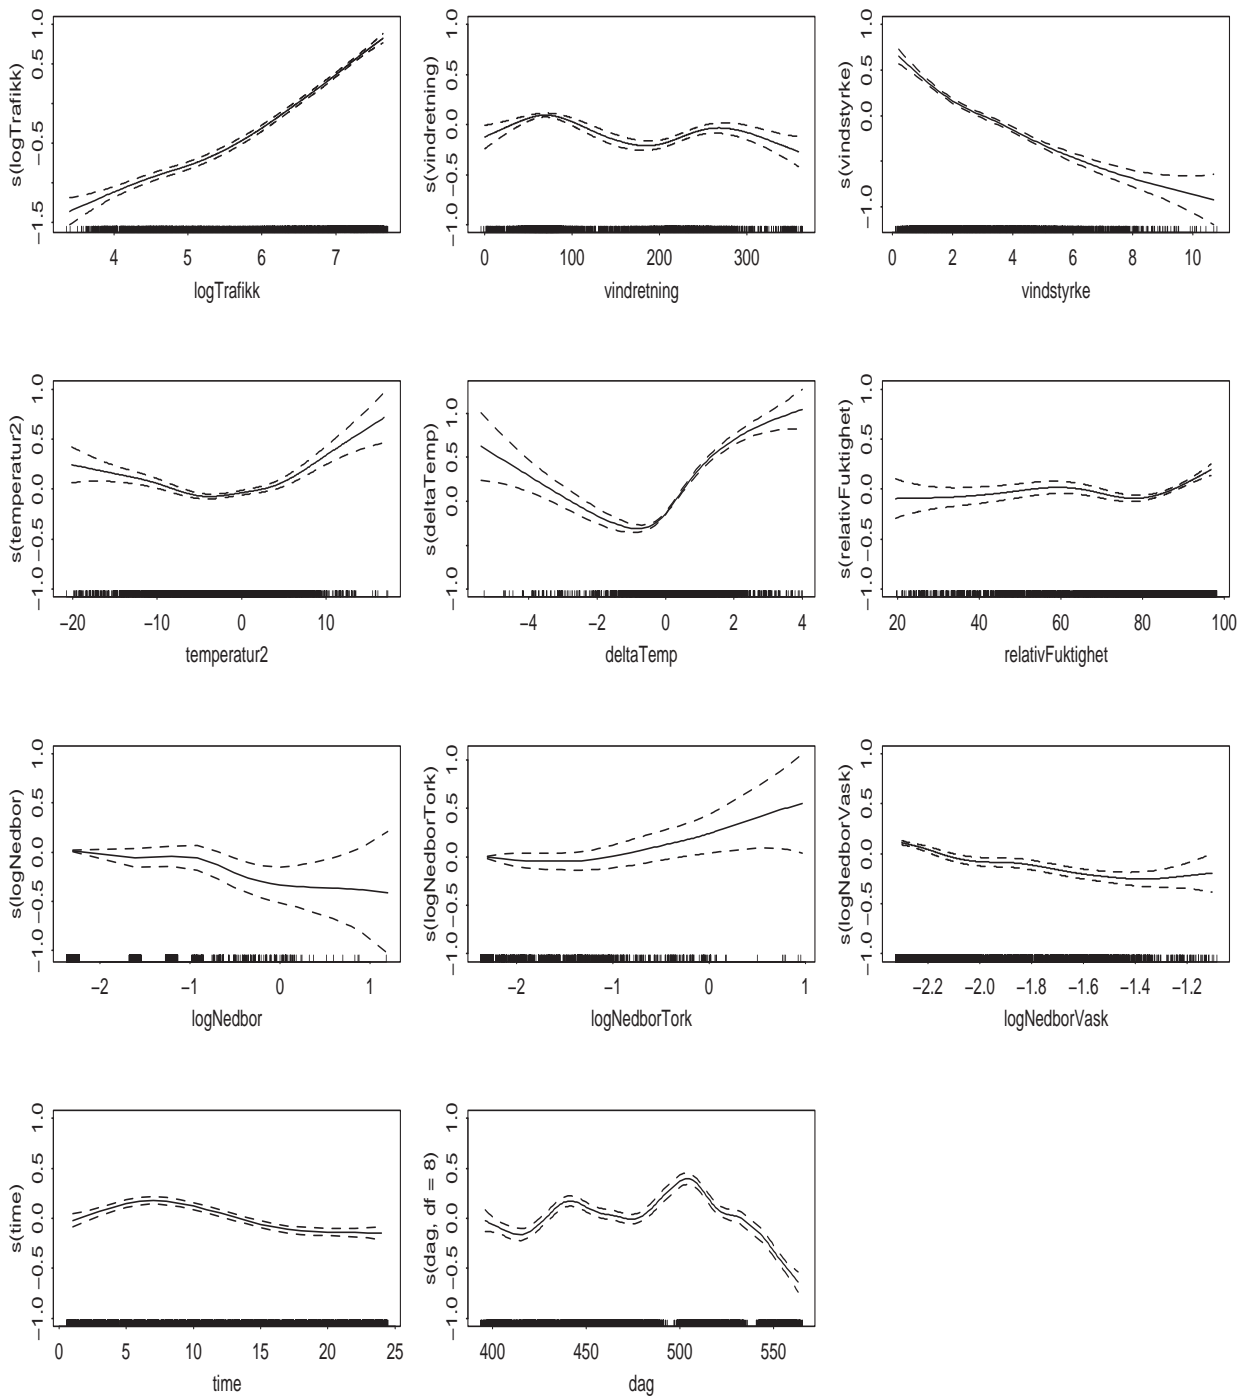 s(logTrafikk)
−1.5 −0.5 0.5 1.0
4 5 6 7
logTrafikk
s(vindretning)
−1.0 −0.5 0.0 0.5 1.0
0 100 200 300
vindretning
s(vindstyrke)
−1.0 0.0 0.5 1.0
0 2 4 6 8 10
vindstyrke
s(temperatur2)
−1.0 −0.5 0.0 0.5 1.0
−20 −10 0 10
temperatur2
s(deltaTemp)
−1.0 0.0 0.5 1.0
−4 −2 0 2 4
deltaTemp
s(relativFuktighet)
−1.0 −0.5 0.0 0.5 1.0
20 40 60 80 100
relativFuktighet
s(logNedbor)
−1.0 −0.5 0.0 0.5 1.0
−2 −1 0 1
logNedbor
s(logNedborTork)
−1.0 −0.5 0.0 0.5 1.0
−2 −1 0 1
logNedborTork
s(logNedborVask)
−1.0 −0.5 0.0 0.5 1.0
−2.2 −2.0 −1.8 −1.6 −1.4 −1.2
logNedborVask
s(time)
−1.0 −0.5 0.0 0.5 1.0
0 5 10 15 20 25
time
s(dag, df = 8)
−1.0 −0.5 0.0 0.5 1.0
400 450 500 550
dag